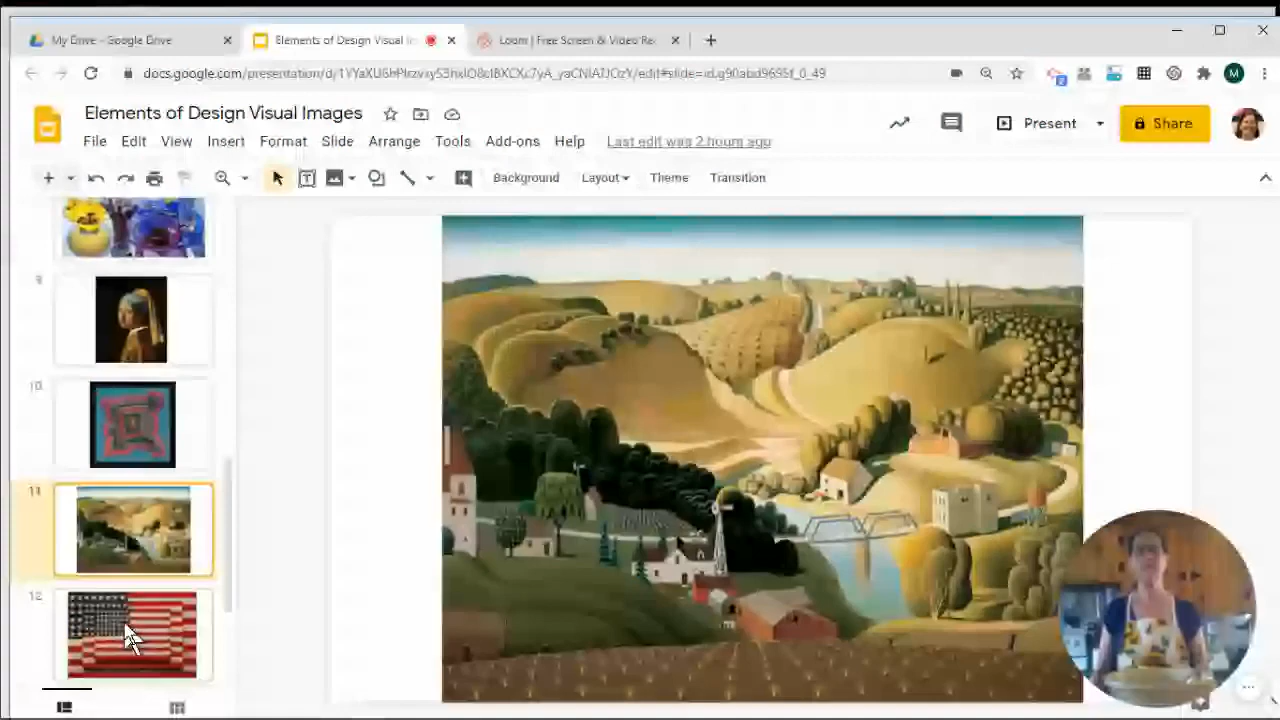 My Drive - Google Drive
Elements of Design Visual I
Loom | Free Screen & Video Re
Elements of Design Visual Images
File Edit View Insert Format Slide Arrange Tools Add-ons Help Last edit was 2 hours ago
Present
Share
Background Layout Theme Transition
M
2
9
10
11
12